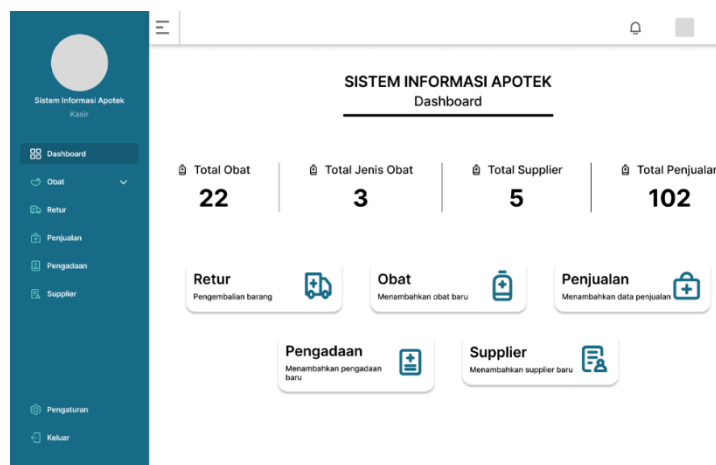 Sistem Informasi Apotek
Kasir
Dashboard
Obat
Retur
Penjualan
Pengadaan
Supplier
Pengaturan
Keluar
SISTEM INFORMASI APOTEK
Dashboard
Total Obat
22
Total Jenis Obat
3
Total Supplier
5
Total Penjualan
102
Retur
Pengembalian barang
Obat
Menambahkan obat baru
Penjualan
Menambahkan data penjualan
Pengadaan
Menambahkan pengadaan
baru
Supplier
Menambahkan supplier baru